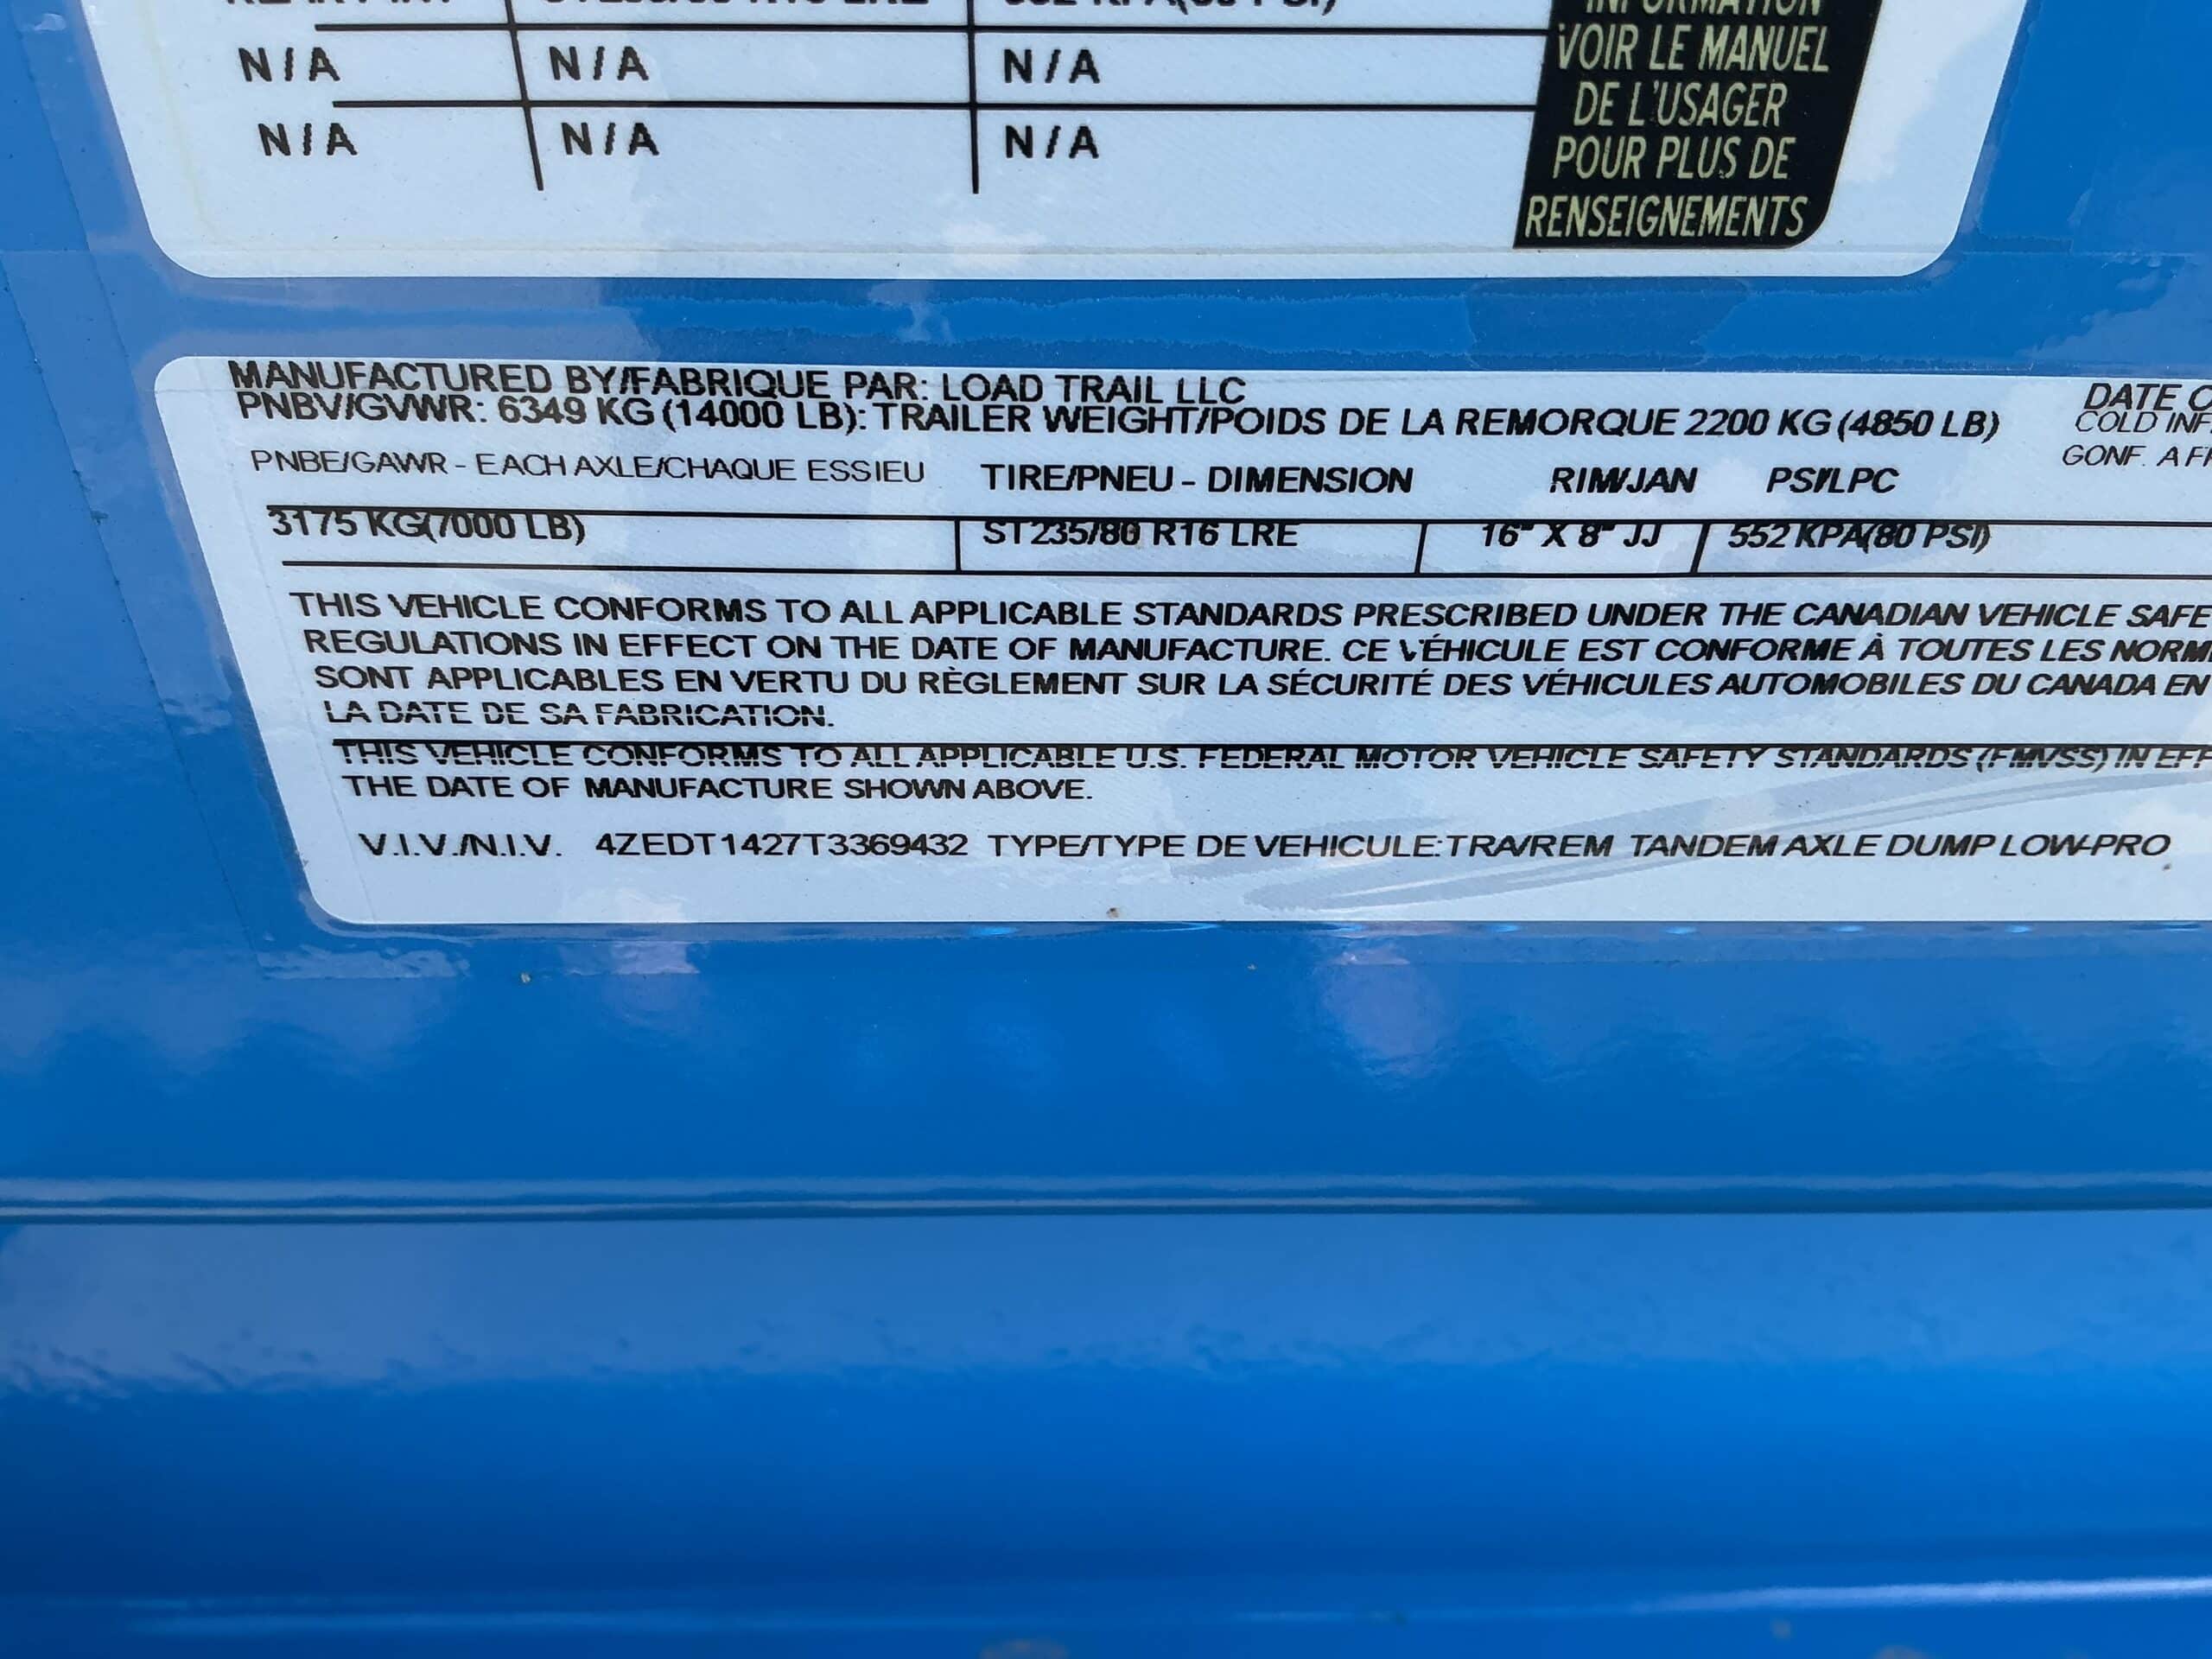 N/A N/A N/A
N/A N/A N/A
VOIR LE MANUEL
DE L'USAGER
POUR PLUS DE
RENSEIGNEMENTS
MANUFACTURED BY/FABRIQUE PAR: LOAD TRAIL LLC
PNBV/GVWR: 6349 KG (14000 LB): TRAILER WEIGHT/POIDS DE LA REMORQUE 2200 KG (4850 LB)
DATE
COLD INF.
GONF. A
PNBE/GAWR - EACH AXLE/CHAQUE ESSIEU TIRE/PNEU - DIMENSION RIM/JAN PSI/LPC
3175 KG(7000 LB) ST235/80 R16 LRE 16" X 8" JJ 552 KPA(80 PSI)
THIS VEHICLE CONFORMS TO ALL APPLICABLE STANDARDS PRESCRIBED UNDER THE CANADIAN VEHICLE SAFE
REGULATIONS IN EFFECT ON THE DATE OF MANUFACTURE. CE VÉHICULE EST CONFORME À TOUTES LES NORM
SONT APPLICABLES EN VERTU DU RÈGLEMENT SUR LA SÉCURITÉ DES VÉHICULES AUTOMOBILES DU CANADA EN
LA DATE DE SA FABRICATION.
THIS VEHICLE CONFORMS TO ALL APPLICABLE U.S. FEDERAL MOTOR VEHICLE SAFETY STANDARDS (FMVSS) IN EFF
THE DATE OF MANUFACTURE SHOWN ABOVE.
V.I.V./N.I.V. 4ZEDT1427T3369432 TYPE/TYPE DE VEHICULE:TRA/REM TANDEM AXLE DUMP LOW-PRO